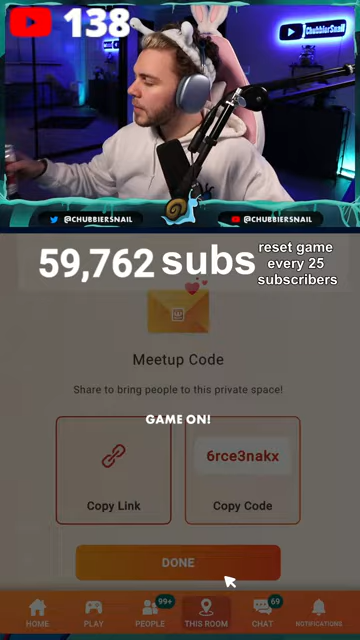 138
ChubbierSnail
@CHUBBIERSNAIL
@CHUBBIERSNAIL
59,762 subs
reset game
every 25
subscribers
Meetup Code
Share to bring people to this private space!
GAME ON!
6rce3nakx
Copy Link
Copy Code
DONE
99+
69
HOME
PLAY
PEOPLE
THIS ROOM
CHAT
NOTIFICATIONS